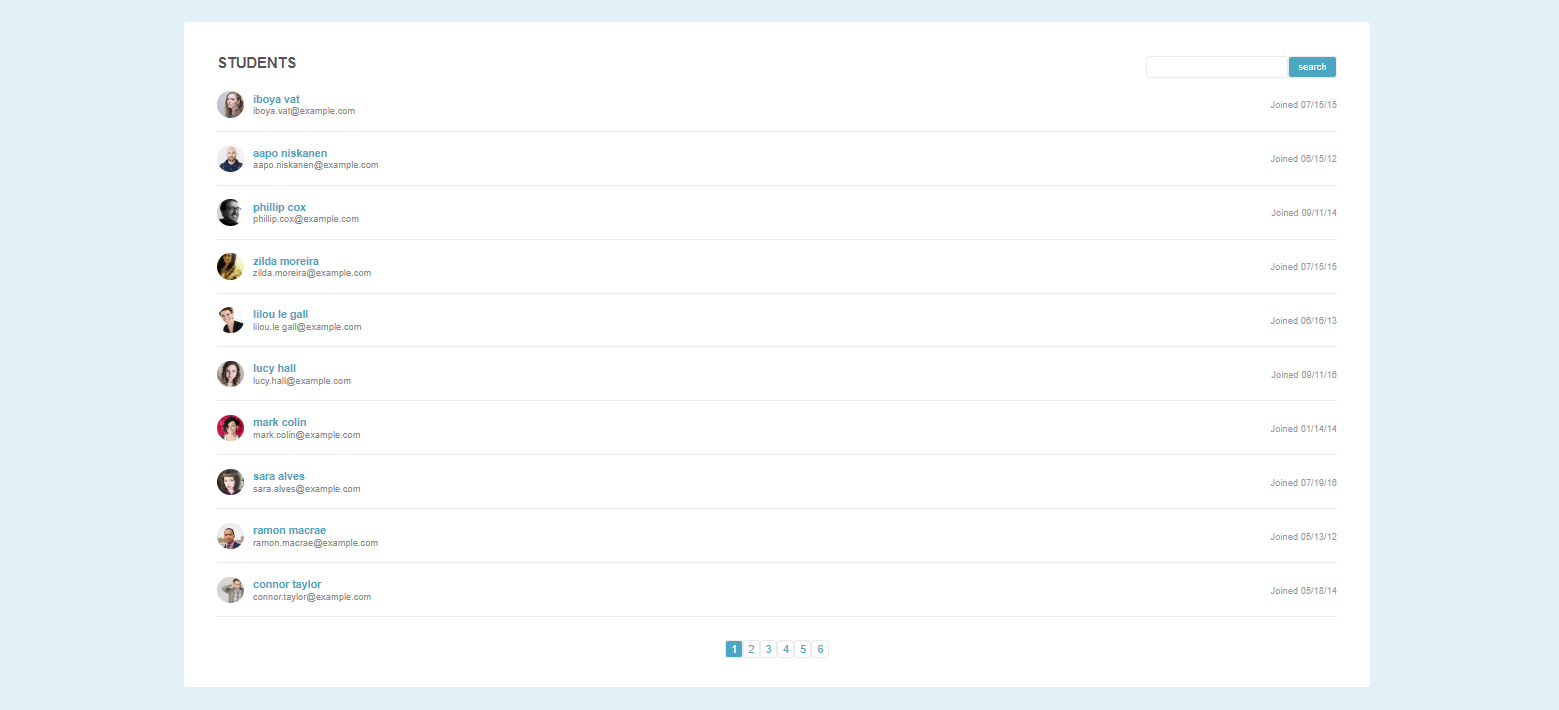 STUDENTS
search
iboya vat
iboya.vat@example.com
Joined 07/15/15
aapo niskanen
aapo.niskanen@example.com
Joined 06/15/12
phillip cox
phillip.cox@example.com
Joined 09/11/14
zilda moreira
zilda.moreira@example.com
Joined 07/15/15
lilou le gall
lilou.le gall@example.com
Joined 06/16/13
lucy hall
lucy.hall@example.com
Joined 09/11/16
mark colin
mark.colin@example.com
Joined 01/14/14
sara alves
sara.alves@example.com
Joined 07/19/16
ramon macrae
ramon.macrae@example.com
Joined 05/13/12
connor taylor
connor.taylor@example.com
Joined 05/18/14
1 2 3 4 5 6